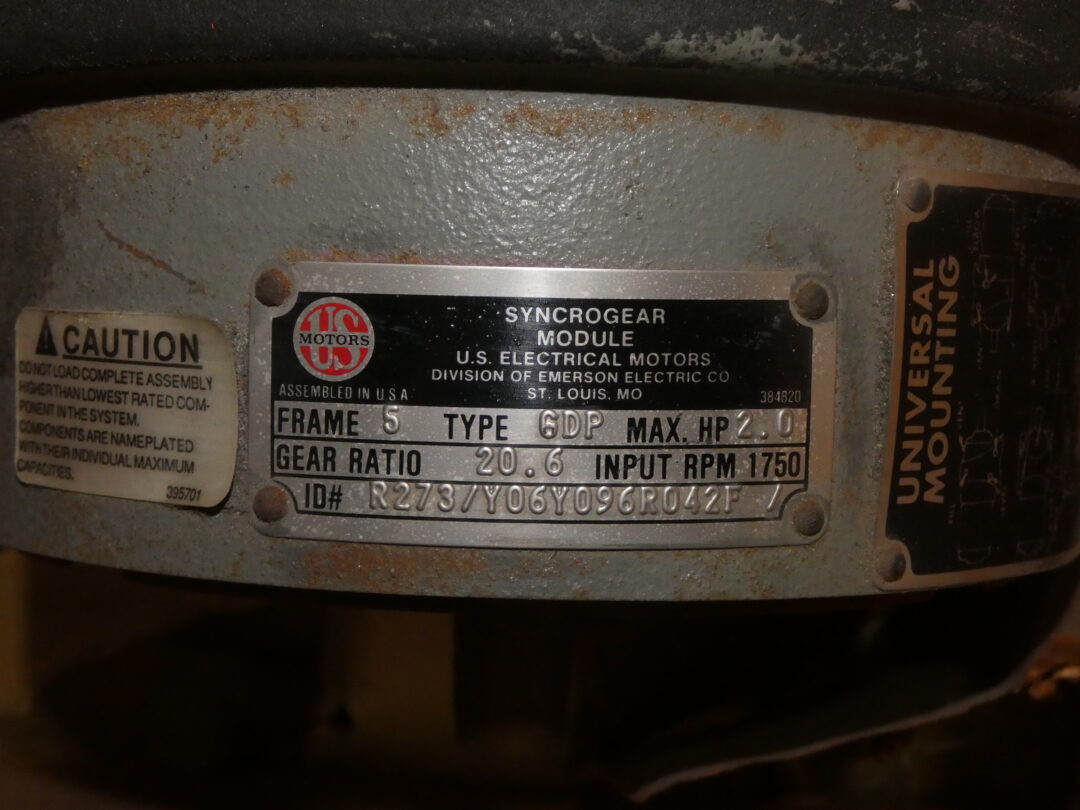 CAUTION
DO NOT LOAD COMPLETE ASSEMBLY
HIGHER THAN LOWEST RATED COM-
PONENT IN THE SYSTEM.
COMPONENTS ARE NAMEPLATED
WITH THEIR INDIVIDUAL MAXIMUM
CAPACITIES.
395701
US
MOTORS
ASSEMBLED IN U.S.A
SYNCROGEAR
MODULE
U.S. ELECTRICAL MOTORS
DIVISION OF EMERSON ELECTRIC CO
ST. LOUIS. MO
384820
FRAME 5 TYPE GDP MAX. HP 2.0
GEAR RATIO 20.6 INPUT RPM 1750
ID# R273/Y06Y096R042F /
UNIVERSAL
MOUNTING